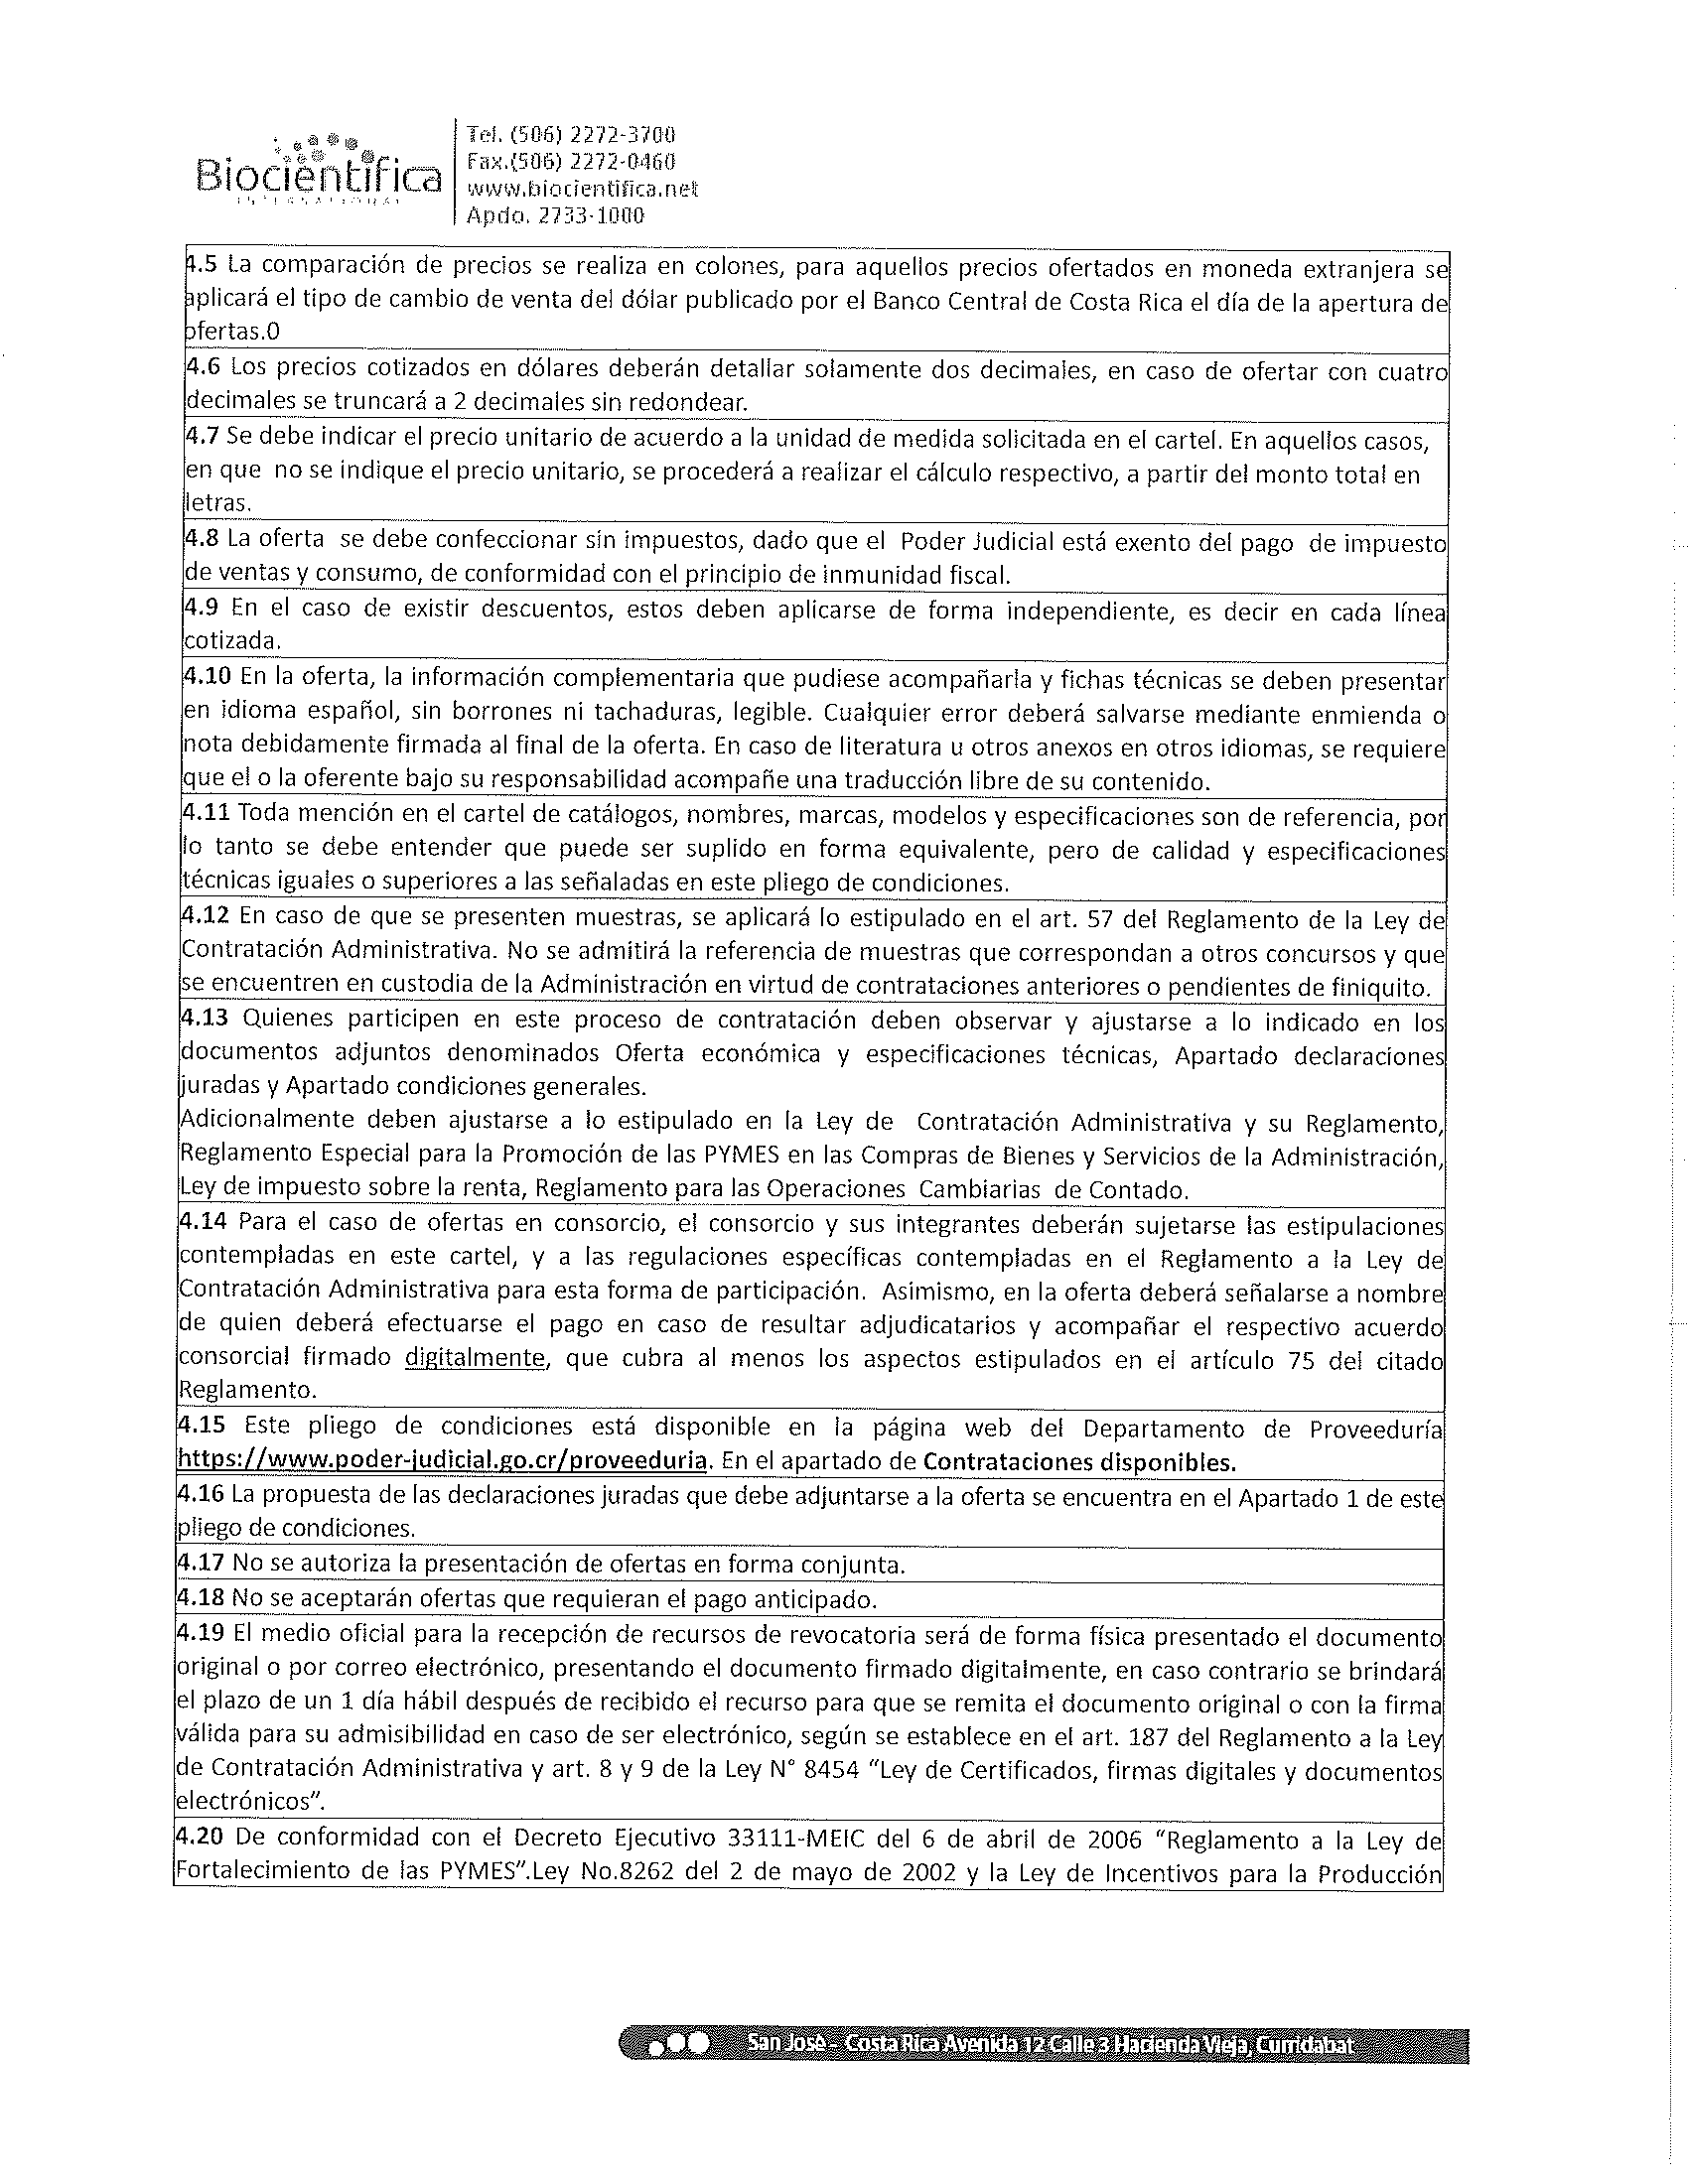 Biocientífica
INTERNATIONAL
Tel. (506) 2272-3700
Fax.(506) 2272-0460
www.biocientifica.net
Apdo. 2733-1000
4.5 La comparación de precios se realiza en colones, para aquellos precios ofertados en moneda extranjera se
aplicará el tipo de cambio de venta del dólar publicado por el Banco Central de Costa Rica el día de la apertura de
ofertas.0
4.6 Los precios cotizados en dólares deberán detallar solamente dos decimales, en caso de ofertar con cuatro
decimales se truncará a 2 decimales sin redondear.
4.7 Se debe indicar el precio unitario de acuerdo a la unidad de medida solicitada en el cartel. En aquellos casos,
en que no se indique el precio unitario, se procederá a realizar el cálculo respectivo, a partir del monto total en
letras.
4.8 La oferta se debe confeccionar sin impuestos, dado que el Poder Judicial está exento del pago de impuesto
de ventas y consumo, de conformidad con el principio de inmunidad fiscal.
4.9 En el caso de existir descuentos, estos deben aplicarse de forma independiente, es decir en cada línea
cotizada.
4.10 En la oferta, la información complementaria que pudiese acompañarla y fichas técnicas se deben presentar
en idioma español, sin borrones ni tachaduras, legible. Cualquier error deberá salvarse mediante enmienda o
nota debidamente firmada al final de la oferta. En caso de literatura u otros anexos en otros idiomas, se requiere
que el o la oferente bajo su responsabilidad acompañe una traducción libre de su contenido.
4.11 Toda mención en el cartel de catálogos, nombres, marcas, modelos y especificaciones son de referencia, por
lo tanto se debe entender que puede ser suplido en forma equivalente, pero de calidad y especificaciones
técnicas iguales o superiores a las señaladas en este pliego de condiciones.
4.12 En caso de que se presenten muestras, se aplicará lo estipulado en el art. 57 del Reglamento de la Ley de
Contratación Administrativa. No se admitirá la referencia de muestras que correspondan a otros concursos y que
se encuentren en custodia de la Administración en virtud de contrataciones anteriores o pendientes de finiquito.
4.13 Quienes participen en este proceso de contratación deben observar y ajustarse a lo indicado en los
documentos adjuntos denominados Oferta económica y especificaciones técnicas, Apartado declaraciones
juradas y Apartado condiciones generales.
Adicionalmente deben ajustarse a lo estipulado en la Ley de Contratación Administrativa y su Reglamento,
Reglamento Especial para la Promoción de las PYMES en las Compras de Bienes y Servicios de la Administración,
Ley de impuesto sobre la renta, Reglamento para las Operaciones Cambiarias de Contado.
4.14 Para el caso de ofertas en consorcio, el consorcio y sus integrantes deberán sujetarse las estipulaciones
contempladas en este cartel, y a las regulaciones específicas contempladas en el Reglamento a la Ley de
Contratación Administrativa para esta forma de participación. Asimismo, en la oferta deberá señalarse a nombre
de quien deberá efectuarse el pago en caso de resultar adjudicatarios y acompañar el respectivo acuerdo
consorcial firmado digitalmente, que cubra al menos los aspectos estipulados en el artículo 75 del citado
Reglamento.
4.15 Este pliego de condiciones está disponible en la página web del Departamento de Proveeduría
https://www.poder-judicial.go.cr/proveeduria. En el apartado de Contrataciones disponibles.
4.16 La propuesta de las declaraciones juradas que debe adjuntarse a la oferta se encuentra en el Apartado 1 de este
pliego de condiciones.
4.17 No se autoriza la presentación de ofertas en forma conjunta.
4.18 No se aceptarán ofertas que requieran el pago anticipado.
4.19 El medio oficial para la recepción de recursos de revocatoria será de forma física presentado el documento
original o por correo electrónico, presentando el documento firmado digitalmente, en caso contrario se brindará
el plazo de un 1 día hábil después de recibido el recurso para que se remita el documento original o con la firma
válida para su admisibilidad en caso de ser electrónico, según se establece en el art. 187 del Reglamento a la Ley
de Contratación Administrativa y art. 8 y 9 de la Ley N° 8454 "Ley de Certificados, firmas digitales y documentos
electrónicos".
4.20 De conformidad con el Decreto Ejecutivo 33111-MEIC del 6 de abril de 2006 "Reglamento a la Ley de
Fortalecimiento de las PYMES".Ley No.8262 del 2 de mayo de 2002 y la Ley de Incentivos para la Producción
San José - Costa Rica Avenida 12 Calle 3 Hacienda Vieja, Curridabat